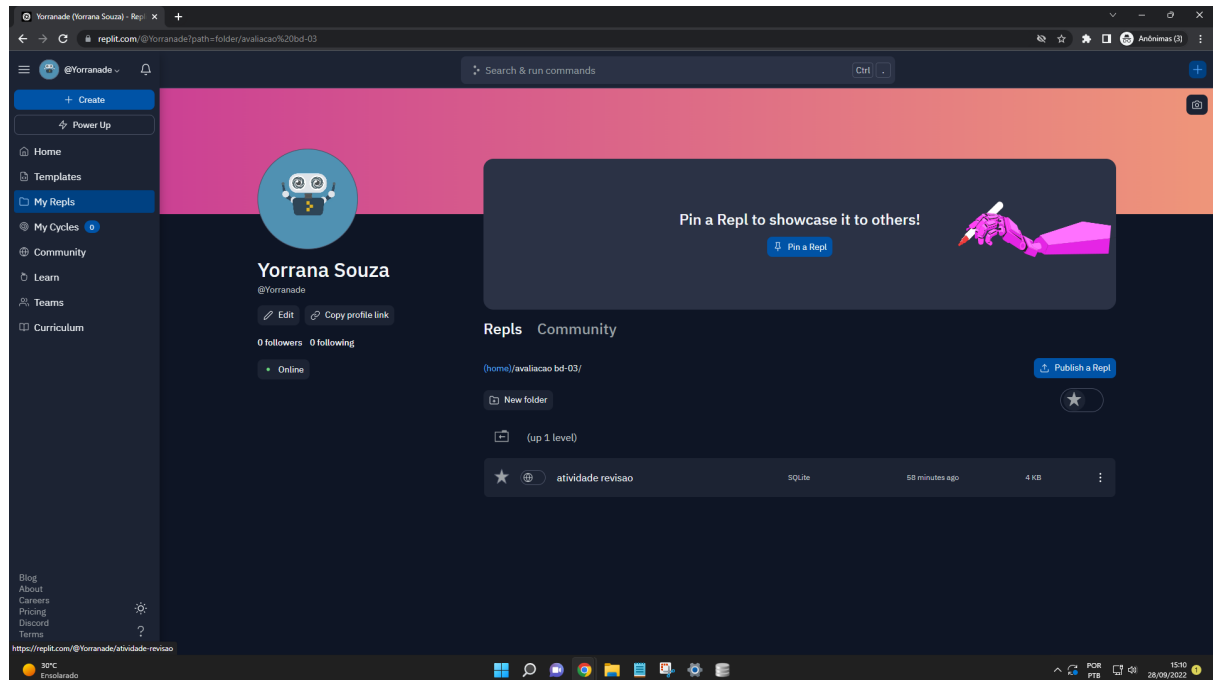 Yorranade (Yorrana Souza) - Repl
replit.com/@Yorranade?path=folder/avaliacao%20bd-03
Anônimas (3)
@Yorranade
Search & run commands
Ctrl .
+ Create
Power Up
Home
Templates
My Repls
My Cycles 0
Community
Learn
Teams
Curriculum
Pin a Repl to showcase it to others!
Pin a Repl
Yorrana Souza
@Yorranade
Edit Copy profile link
0 followers 0 following
Online
Repls Community
(home)/avaliacao bd-03/
Publish a Repl
New folder
(up 1 level)
atividade revisao SQLite 58 minutes ago 4 KB
Blog
About
Careers
Pricing
Discord
Terms
?
https://replit.com/@Yorranade/atividade-revisao
30°C
Ensolarado
POR
PTB
15:10
28/09/2022
1